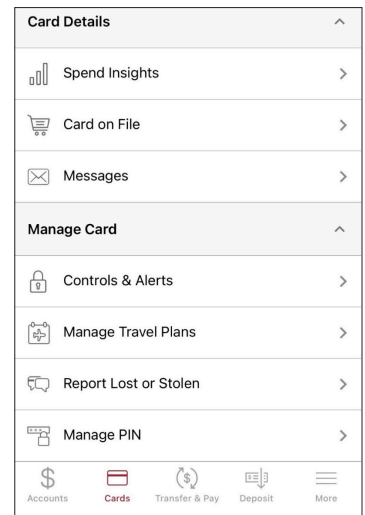 Card Details
Spend Insights
Card on File
Messages
Manage Card
Controls & Alerts
Manage Travel Plans
Report Lost or Stolen
Manage PIN
Accounts Cards Transfer & Pay Deposit More